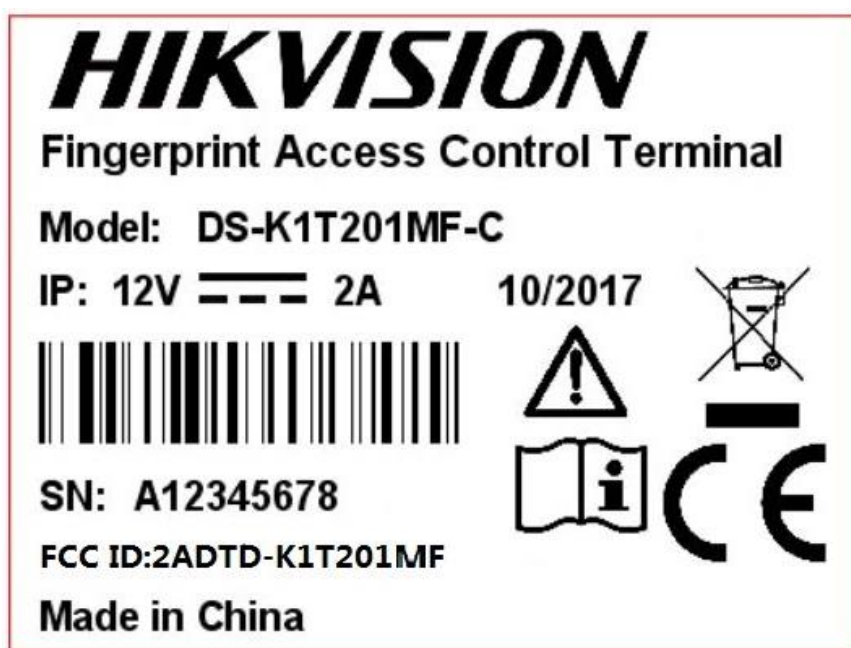 HIKVISION
Fingerprint Access Control Terminal
Model: DS-K1T201MF-C
IP: 12V 2A 10/2017
SN: A12345678
FCC ID:2ADTD-K1T201MF
Made in China